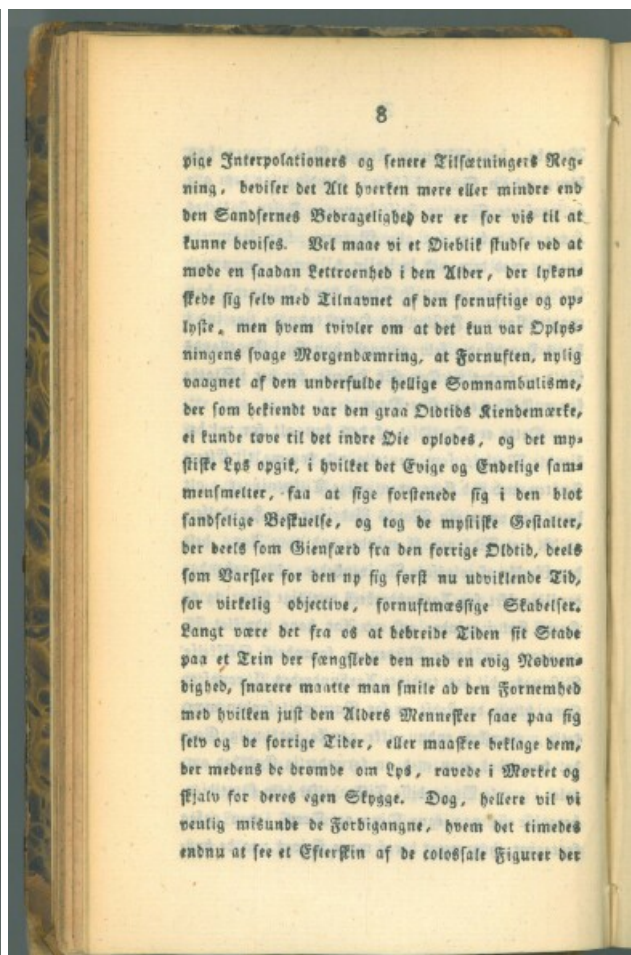 8
pige Interpolationers og senere Tilsætningers Reg-
ning, beviser det Alt hverken mere eller mindre end
den Sandsernes Bedragelighed der er for vis til at
kunne bevises. Vel maae vi et Øieblik studse ved at
møde en saadan Lettroenhed i den Alder, der lykøn-
skede sig selv med Tilnavnet af den fornuftige og op-
lyste, men hvem tvivler om at det kun var Oplys-
ningens svage Morgendæmring, at Fornuften, nylig
vaagnet af den underfulde hellige Somnambulisme,
der som bekiendt var den graa Oldtids Kiendemærke,
ei kunde tøve til det indre Øie oplodes, og det my-
stiske Lys opgik, i hvilket det Evige og Endelige sam-
mensmelter, saa at sige forstenede sig i den blot
sandselige Beskuelse, og tog de mystiske Gestalter,
der deels som Gienfærd fra den forrige Oldtid, deels
som Varsler for den ny sig først nu udviklende Tid,
for virkelig objective, fornuftmæssige Skabelser.
Langt være det fra os at bebreide Tiden sit Stade
paa et Trin der fængslede den med en evig Nødven-
dighed, snarere maatte man smile ad den Fornemhed
med hvilken just den Alders Mennesker saae paa sig
selv og de forrige Tider, eller maaskee beklage dem,
der medens de drømde om Lys, ravede i Mørket og
skjalv for deres egen Skygge. Dog, hellere vil vi
venlig misunde de Forbigangne, hvem det timedes
endnu at see et Efterskin af de colossale Figurer der